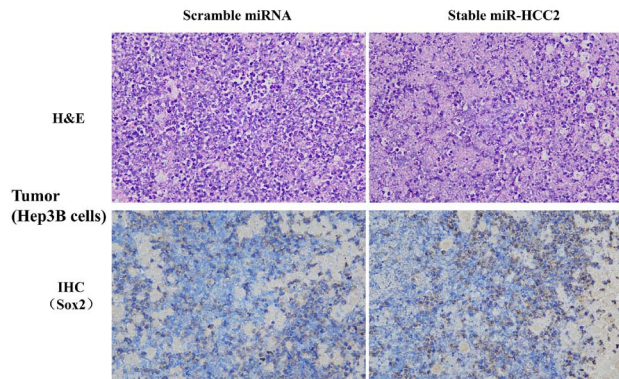 Scramble miRNA
Stable miR-HCC2
H&E
Tumor
(Hep3B cells)
IHC
（Sox2）